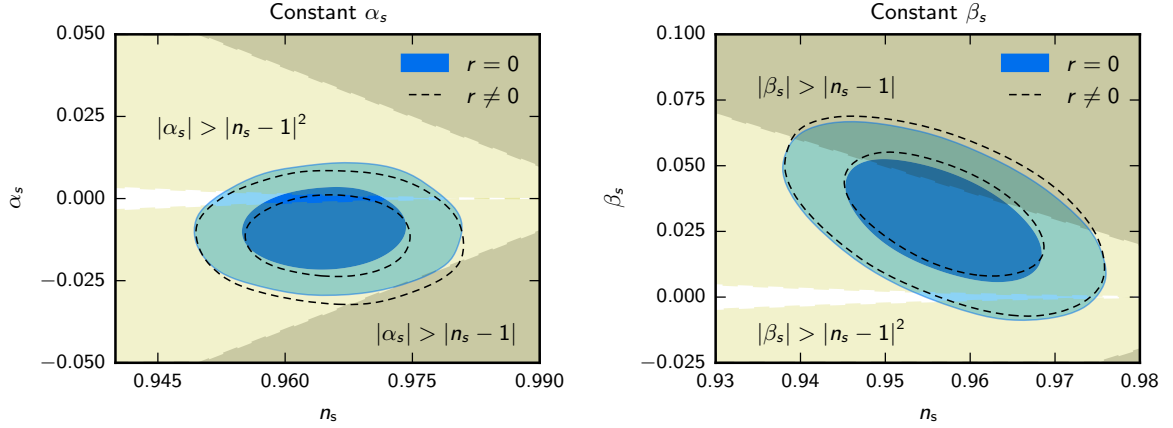 Constant αₛ
0.050
0.025
0.000
−0.025
−0.050
αₛ
r = 0
r ≠ 0
|αₛ| > |nₛ − 1|²
|αₛ| > |nₛ − 1|
0.945
0.960
0.975
0.990
nₛ
Constant βₛ
0.100
0.075
0.050
0.025
0.000
−0.025
βₛ
|βₛ| > |nₛ − 1|
r = 0
r ≠ 0
|βₛ| > |nₛ − 1|²
0.93
0.94
0.95
0.96
0.97
0.98
nₛ